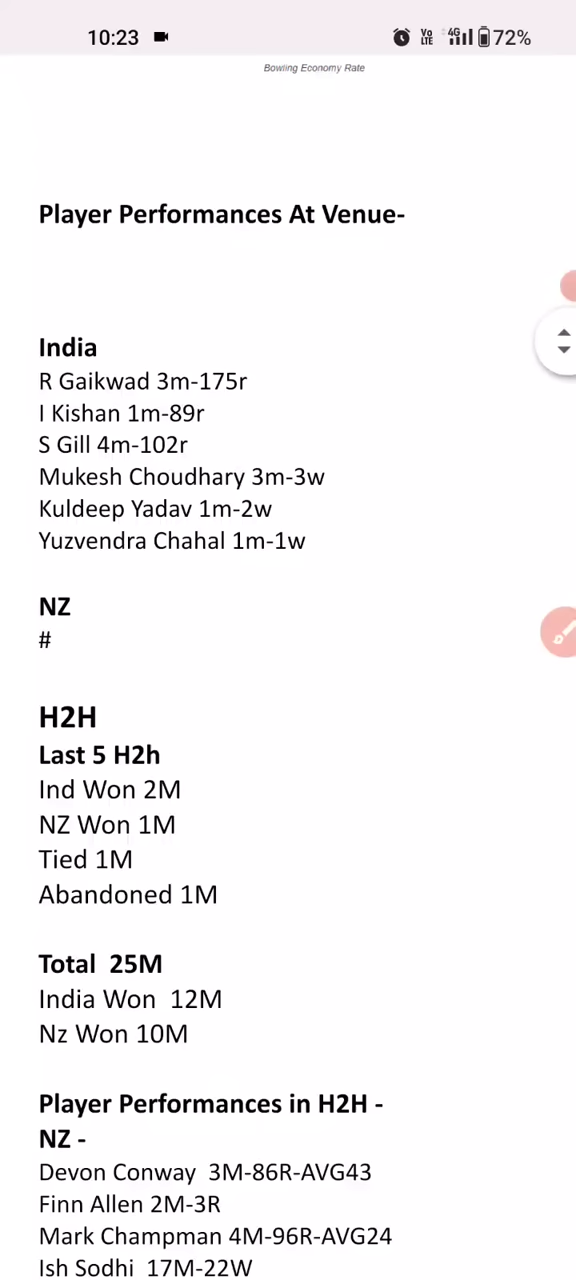 10:23
Vo LTE 4G 72%
Bowling Economy Rate
Player Performances At Venue-
India
R Gaikwad 3m-175r
I Kishan 1m-89r
S Gill 4m-102r
Mukesh Choudhary 3m-3w
Kuldeep Yadav 1m-2w
Yuzvendra Chahal 1m-1w
NZ
#
H2H
Last 5 H2h
Ind Won 2M
NZ Won 1M
Tied 1M
Abandoned 1M
Total 25M
India Won 12M
Nz Won 10M
Player Performances in H2H -
NZ -
Devon Conway 3M-86R-AVG43
Finn Allen 2M-3R
Mark Champman 4M-96R-AVG24
Ish Sodhi 17M-22W